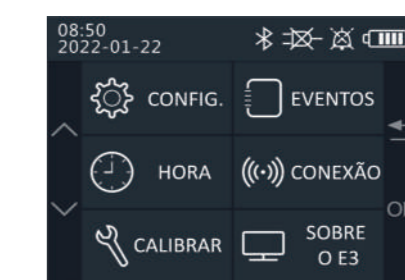 08:50
2022-01-22
CONFIG.
EVENTOS
HORA
CONEXÃO
CALIBRAR
SOBRE
O E3